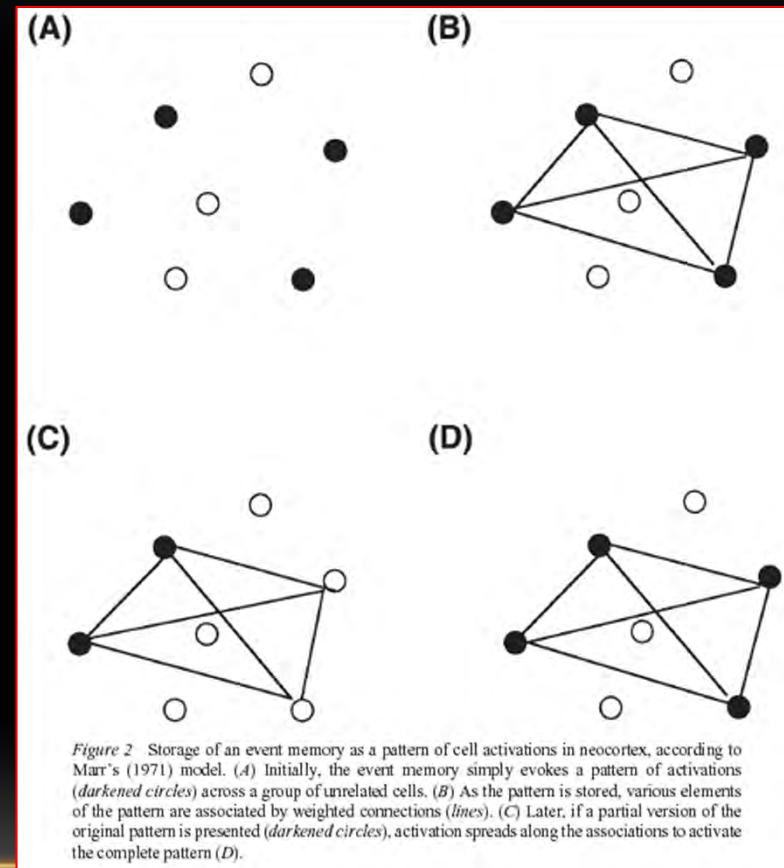 (A)
(B)
(C)
(D)
Figure 2 Storage of an event memory as a pattern of cell activations in neocortex, according to
Marr's (1971) model. (A) Initially, the event memory simply evokes a pattern of activations
(darkened circles) across a group of unrelated cells. (B) As the pattern is stored, various elements
of the pattern are associated by weighted connections (lines). (C) Later, if a partial version of the
original pattern is presented (darkened circles), activation spreads along the associations to activate
the complete pattern (D).